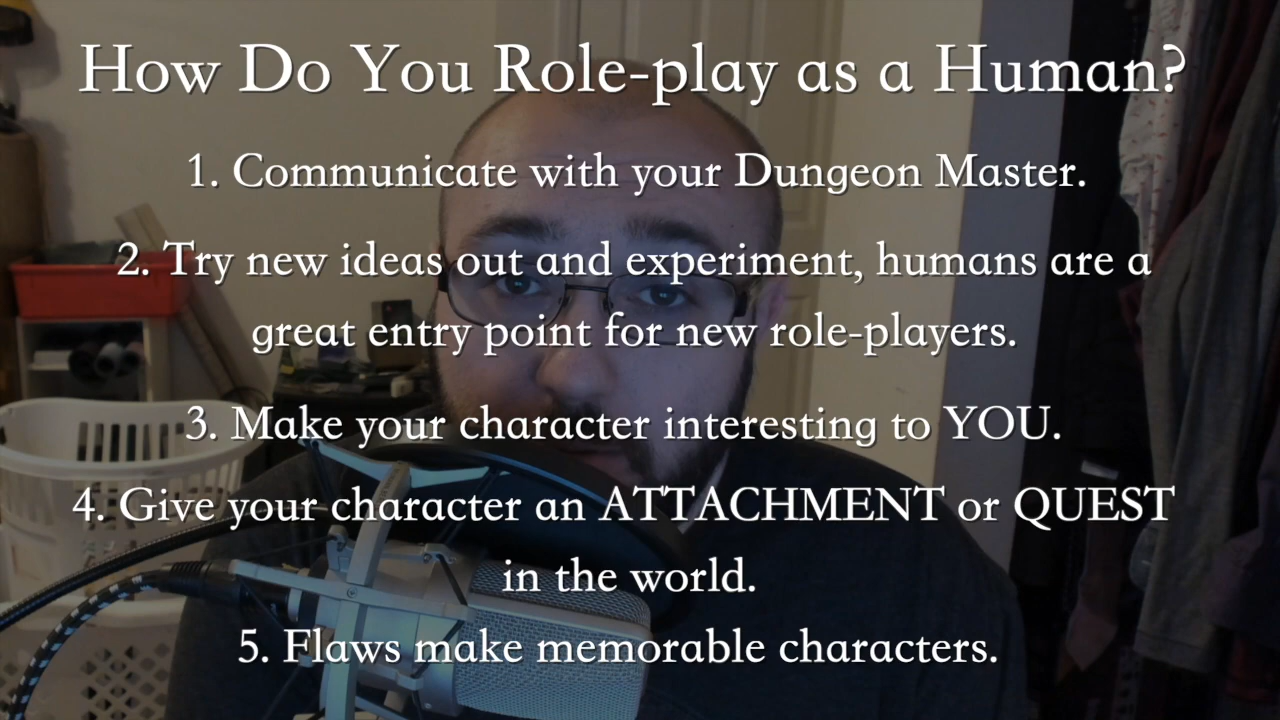 How Do You Role-play as a Human?
1. Communicate with your Dungeon Master.
2. Try new ideas out and experiment, humans are a
great entry point for new role-players.
3. Make your character interesting to YOU.
4. Give your character an ATTACHMENT or QUEST
in the world.
5. Flaws make memorable characters.